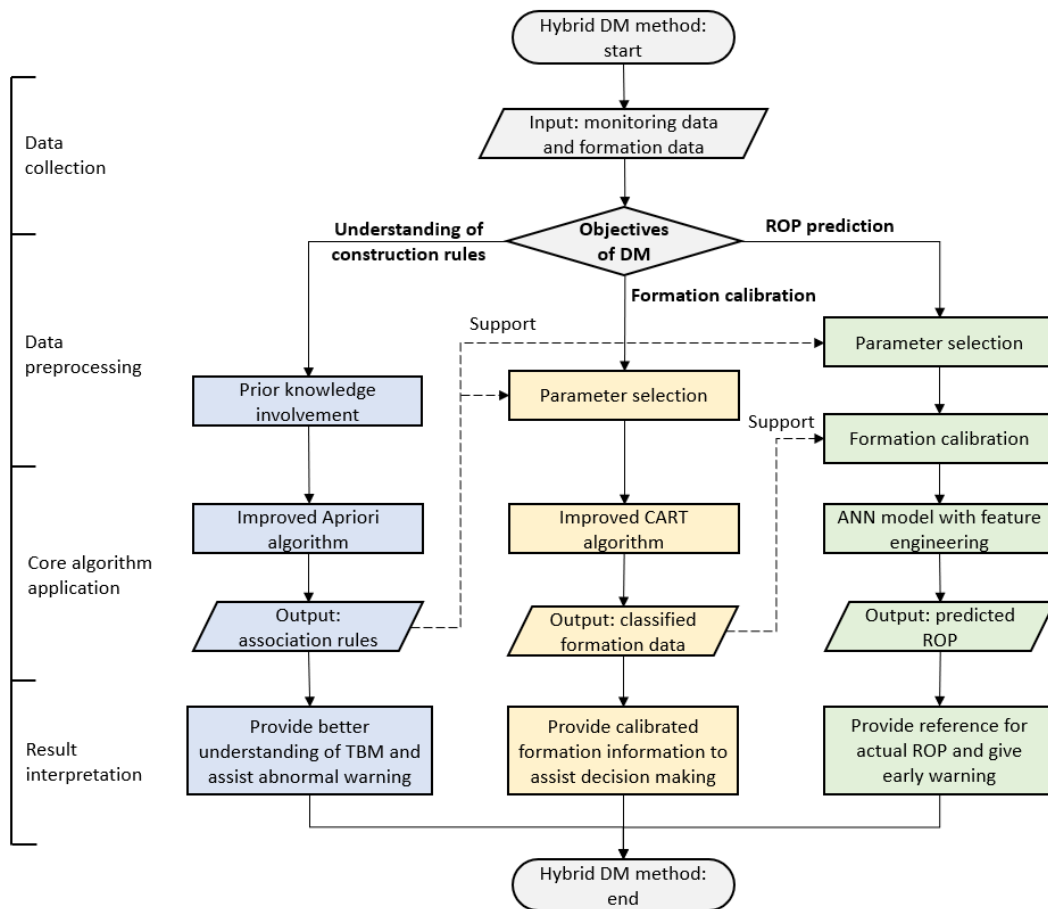 Hybrid DM method:
start
Data
collection
Input: monitoring data
and formation data
Understanding of
construction rules
Objectives
of DM
ROP prediction
Formation calibration
Data
preprocessing
Support
Parameter selection
Prior knowledge
involvement
Parameter selection
Support
Formation calibration
Core algorithm
application
Improved Apriori
algorithm
Improved CART
algorithm
ANN model with feature
engineering
Output:
association rules
Output: classified
formation data
Output: predicted
ROP
Result
interpretation
Provide better
understanding of TBM and
assist abnormal warning
Provide calibrated
formation information to
assist decision making
Provide reference for
actual ROP and give
early warning
Hybrid DM method:
end